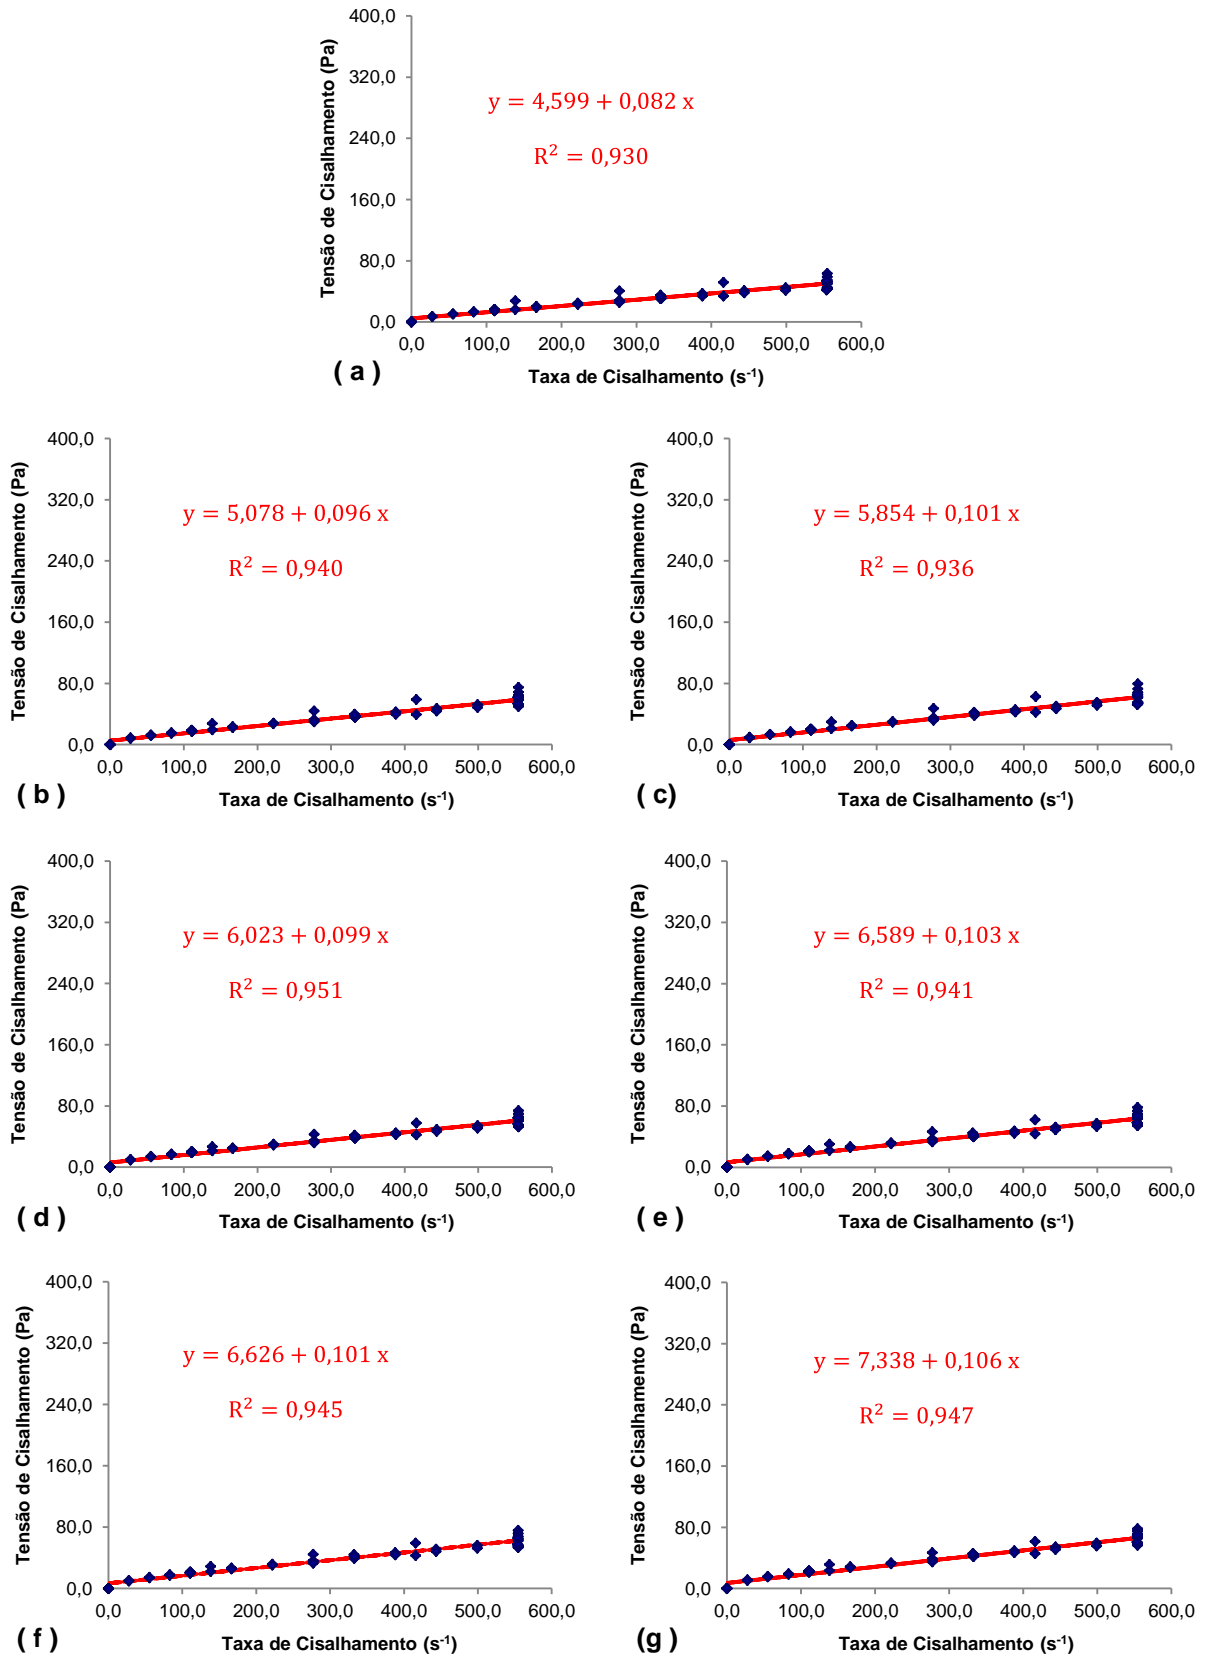 400,0
320,0
240,0
160,0
80,0
0,0
Tensão de Cisalhamento (Pa)
y = 4,599 + 0,082 x
R² = 0,930
0,0 100,0 200,0 300,0 400,0 500,0 600,0
Taxa de Cisalhamento (s⁻¹)
( a )
400,0
320,0
240,0
160,0
80,0
0,0
Tensão de Cisalhamento (Pa)
y = 5,078 + 0,096 x
R² = 0,940
0,0 100,0 200,0 300,0 400,0 500,0 600,0
Taxa de Cisalhamento (s⁻¹)
( b )
400,0
320,0
240,0
160,0
80,0
0,0
Tensão de Cisalhamento (Pa)
y = 5,854 + 0,101 x
R² = 0,936
0,0 100,0 200,0 300,0 400,0 500,0 600,0
Taxa de Cisalhamento (s⁻¹)
( c)
400,0
320,0
240,0
160,0
80,0
0,0
Tensão de Cisalhamento (Pa)
y = 6,023 + 0,099 x
R² = 0,951
0,0 100,0 200,0 300,0 400,0 500,0 600,0
Taxa de Cisalhamento (s⁻¹)
( d )
400,0
320,0
240,0
160,0
80,0
0,0
Tensão de Cisalhamento (Pa)
y = 6,589 + 0,103 x
R² = 0,941
0,0 100,0 200,0 300,0 400,0 500,0 600,0
Taxa de Cisalhamento (s⁻¹)
( e )
400,0
320,0
240,0
160,0
80,0
0,0
Tensão de Cisalhamento (Pa)
y = 6,626 + 0,101 x
R² = 0,945
0,0 100,0 200,0 300,0 400,0 500,0 600,0
Taxa de Cisalhamento (s⁻¹)
( f )
400,0
320,0
240,0
160,0
80,0
0,0
Tensão de Cisalhamento (Pa)
y = 7,338 + 0,106 x
R² = 0,947
0,0 100,0 200,0 300,0 400,0 500,0 600,0
Taxa de Cisalhamento (s⁻¹)
(g )